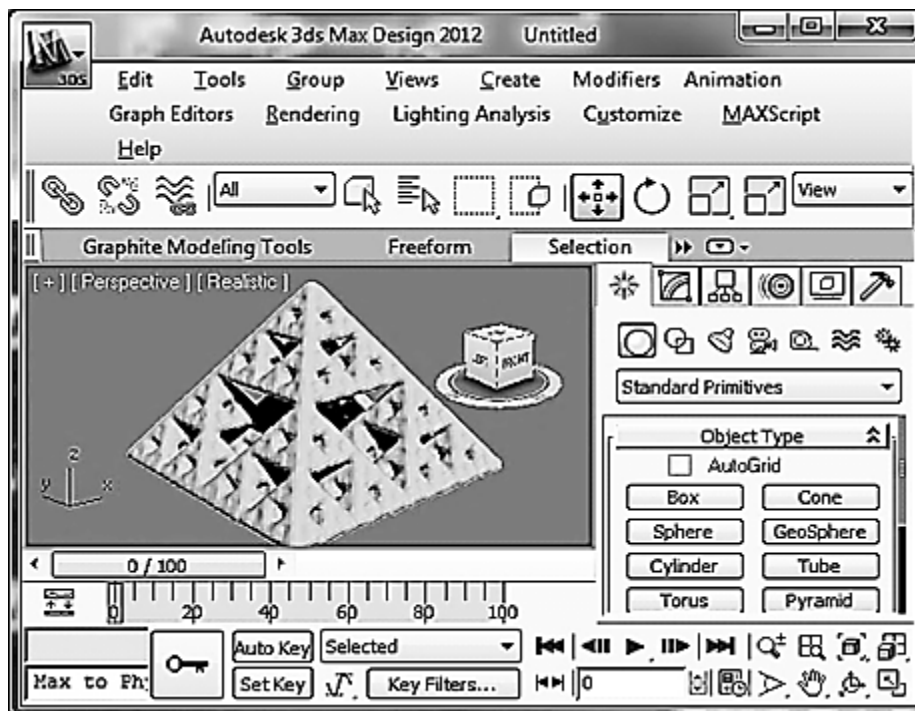 Autodesk 3ds Max Design 2012 Untitled
3DS
Edit Tools Group Views Create Modifiers Animation
Graph Editors Rendering Lighting Analysis Customize MAXScript
Help
All
View
Graphite Modeling Tools Freeform Selection
[ + ] [ Perspective ] [ Realistic ]
FRONT
z
y x
Standard Primitives
Object Type
AutoGrid
Box Cone
Sphere GeoSphere
Cylinder Tube
Torus Pyramid
0 / 100
0 20 40 60 80 100
Auto Key Selected
Max to Ph
Set Key Key Filters... 0